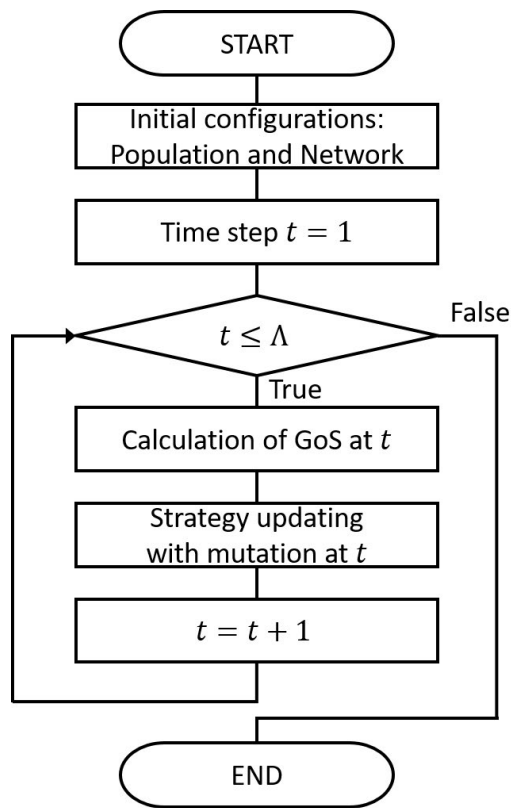 START
Initial configurations:
Population and Network
Time step t = 1
t ≤ Λ
False
True
Calculation of GoS at t
Strategy updating
with mutation at t
t = t + 1
END